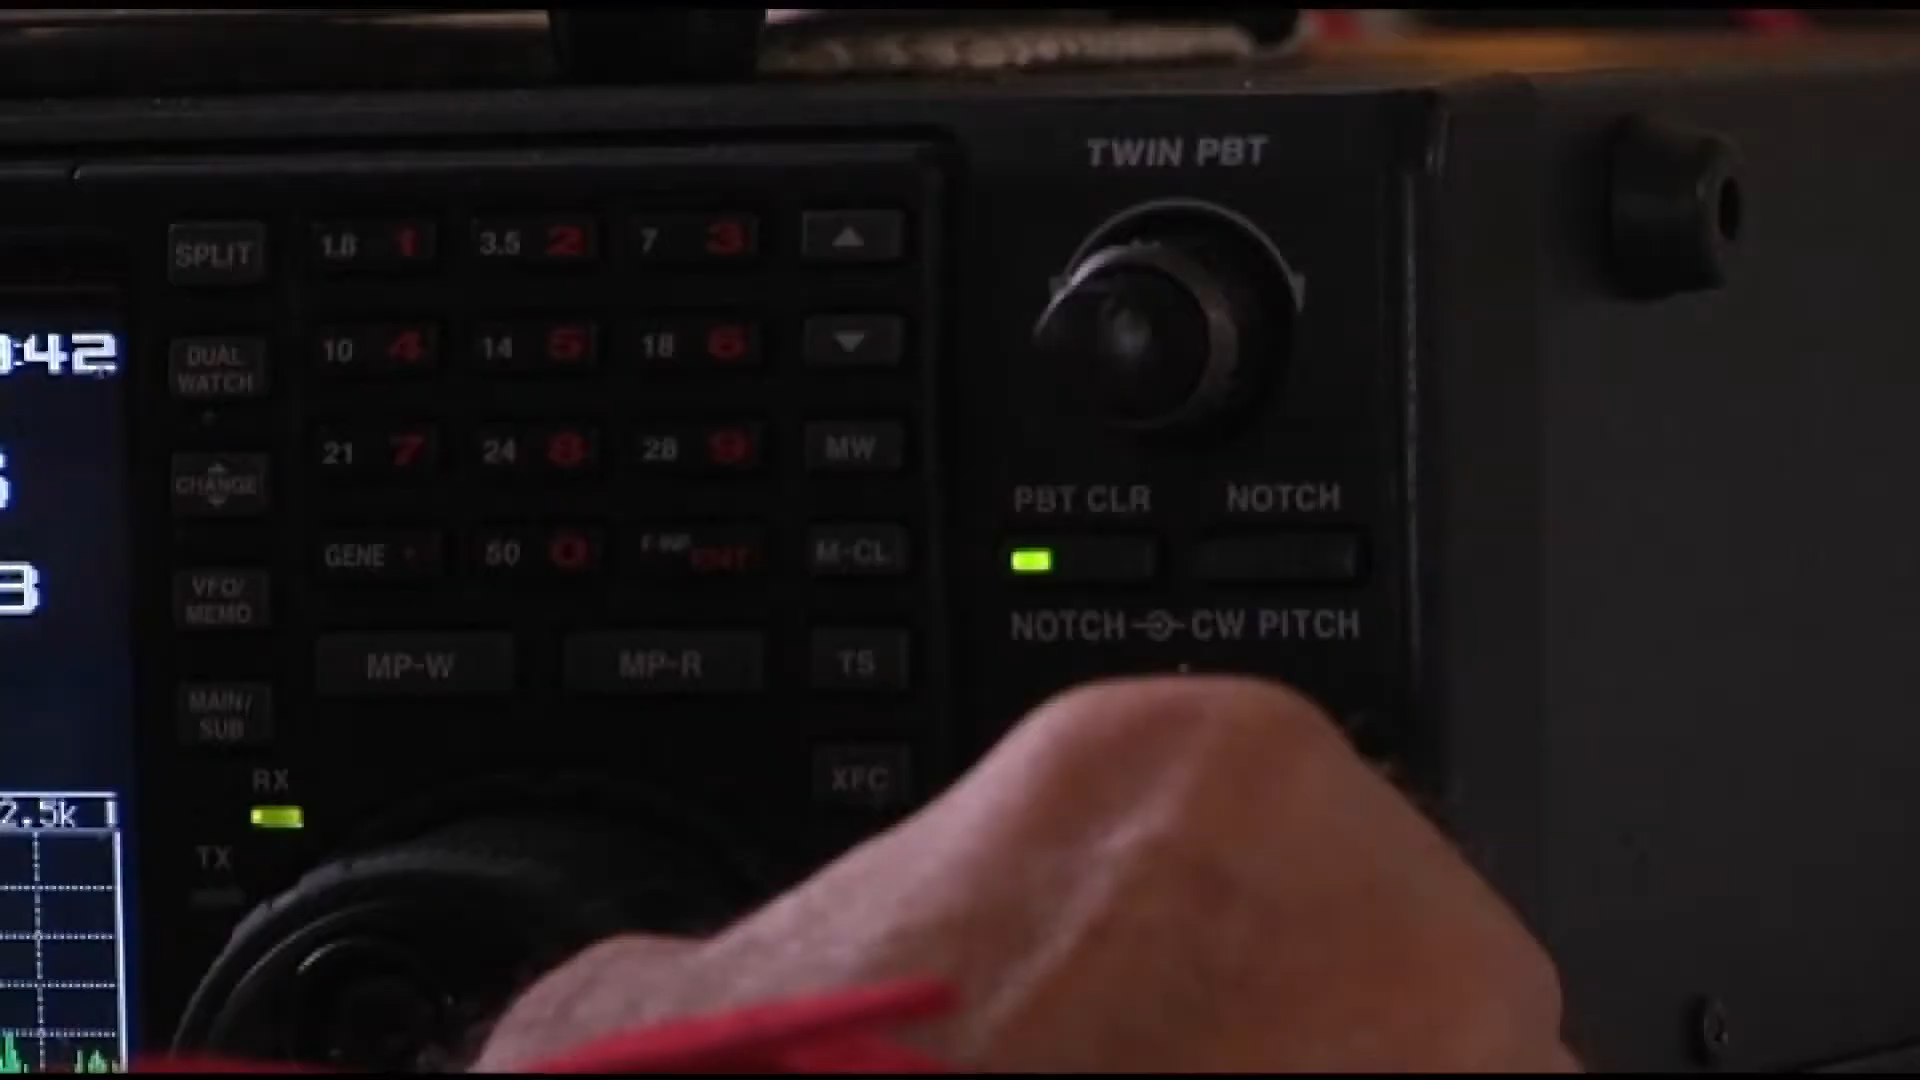 TWIN PBT
SPLIT
1.8 1
3.5 2
7 3
:42
DUAL
WATCH
10 4
14 5
18 6
CHANGE
21 7
24 8
28 9
MW
PBT CLR
NOTCH
GENE
50 0
F-INP ENT
M-CL
VFO/
MEMO
NOTCH
CW PITCH
MP-W
MP-R
TS
MAIN/
SUB
RX
XFC
2.5k
TX